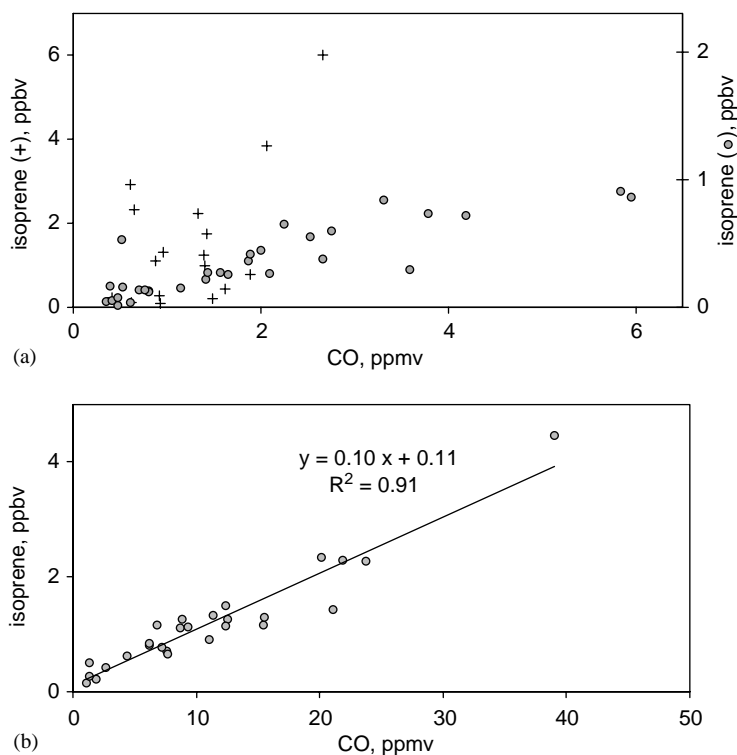 6
4
2
0
isoprene (+), ppbv
2
1
0
isoprene (●), ppbv
0 2 4 6
CO, ppmv
(a)
4
2
0
isoprene, ppbv
y = 0.10 x + 0.11
R² = 0.91
0 10 20 30 40 50
CO, ppmv
(b)